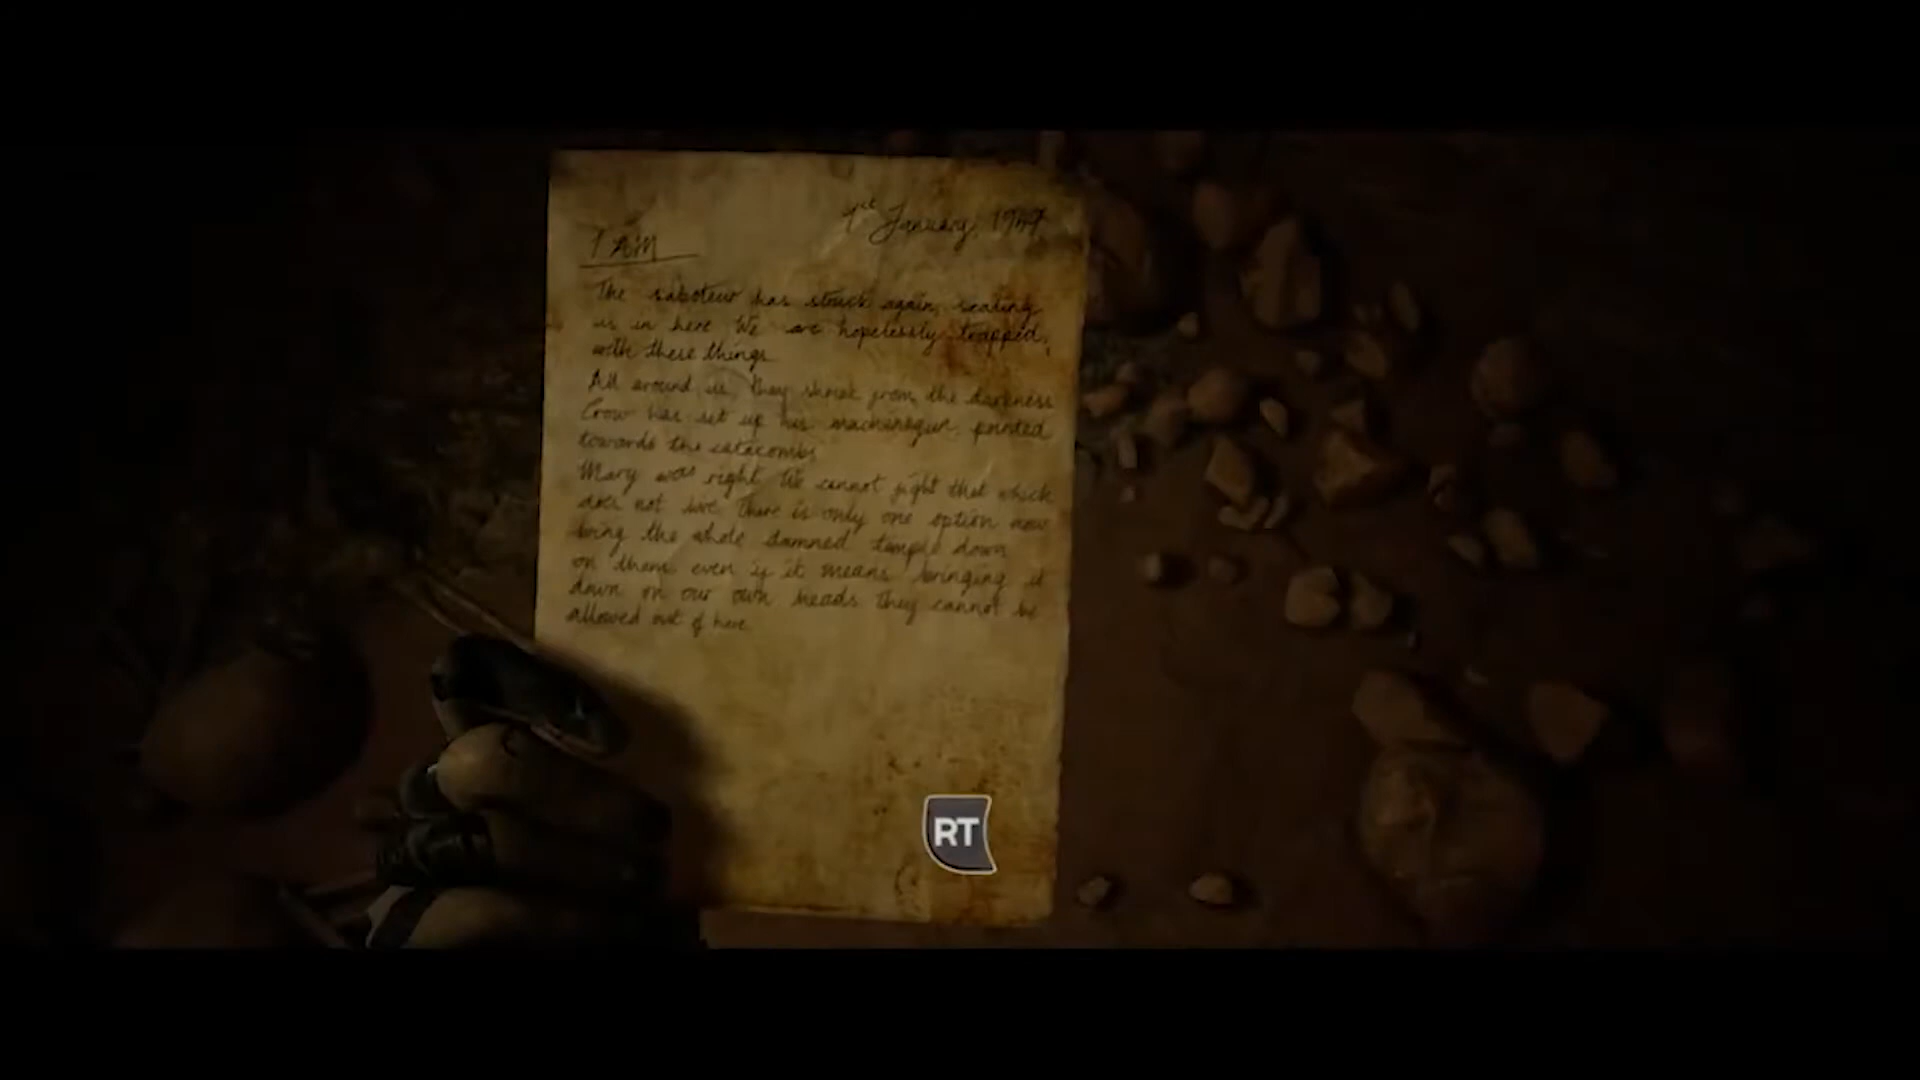 1st January, 1947
1 AM
The saboteur has struck again, sealing
us in here. We are hopelessly trapped,
with these things.
All around us, they shriek from the darkness
Crow has set up his machinegun, pointed
towards the catacombs
Mary was right. We cannot fight that which
does not live. There is only one option now
bring the whole damned temple down
on them even if it means bringing it
down on our own heads They cannot be
allowed out of here.
RT